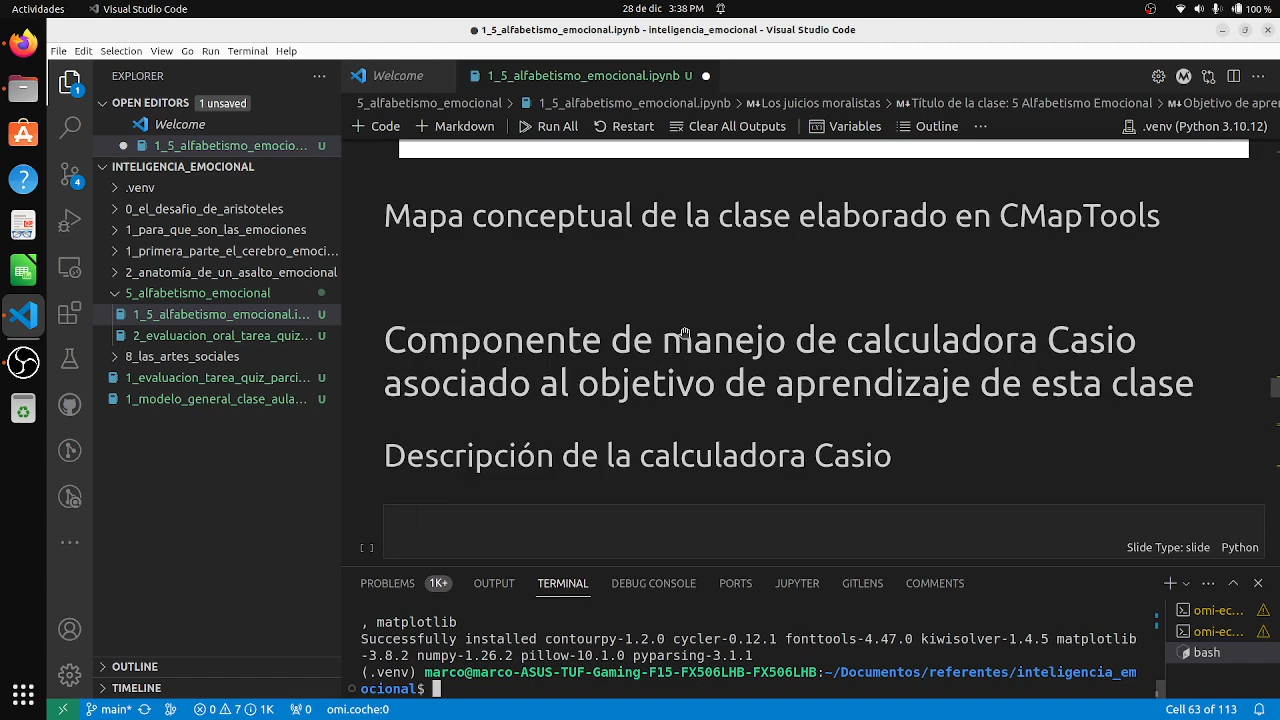 Actividades
Visual Studio Code
28 de dic 3:38 PM
100 %
1_5_alfabetismo_emocional.ipynb - inteligencia_emocional - Visual Studio Code
File Edit Selection View Go Run Terminal Help
EXPLORER
Welcome
1_5_alfabetismo_emocional.ipynb U
OPEN EDITORS 1 unsaved
5_alfabetismo_emocional > 1_5_alfabetismo_emocional.ipynb > Los juicios moralistas > Título de la clase: 5 Alfabetismo Emocional > Objetivo de apren
Welcome
+ Code + Markdown Run All Restart Clear All Outputs Variables Outline ... .venv (Python 3.10.12)
1_5_alfabetismo_emocio... U
INTELIGENCIA_EMOCIONAL
.venv
0_el_desafio_de_aristoteles
1_para_que_son_las_emociones
1_primera_parte_el_cerebro_emoci...
2_anatomía_de_un_asalto_emocional
5_alfabetismo_emocional
1_5_alfabetismo_emocional.i... U
2_evaluacion_oral_tarea_quiz... U
8_las_artes_sociales
1_evaluacion_tarea_quiz_parci... U
1_modelo_general_clase_aula... U
Mapa conceptual de la clase elaborado en CMapTools
Componente de manejo de calculadora Casio
asociado al objetivo de aprendizaje de esta clase
Descripción de la calculadora Casio
[ ]
Slide Type: slide Python
PROBLEMS 1K+ OUTPUT TERMINAL DEBUG CONSOLE PORTS JUPYTER GITLENS COMMENTS
, matplotlib
Successfully installed contourpy-1.2.0 cycler-0.12.1 fonttools-4.47.0 kiwisolver-1.4.5 matplotlib
-3.8.2 numpy-1.26.2 pillow-10.1.0 pyparsing-3.1.1
(.venv) marco@marco-ASUS-TUF-Gaming-F15-FX506LHB-FX506LHB:~/Documentos/referentes/inteligencia_em
ocional$
omi-ec...
omi-ec...
bash
OUTLINE
TIMELINE
main* 0 7 1K 0 omi.coche:0
Cell 63 of 113
1
4